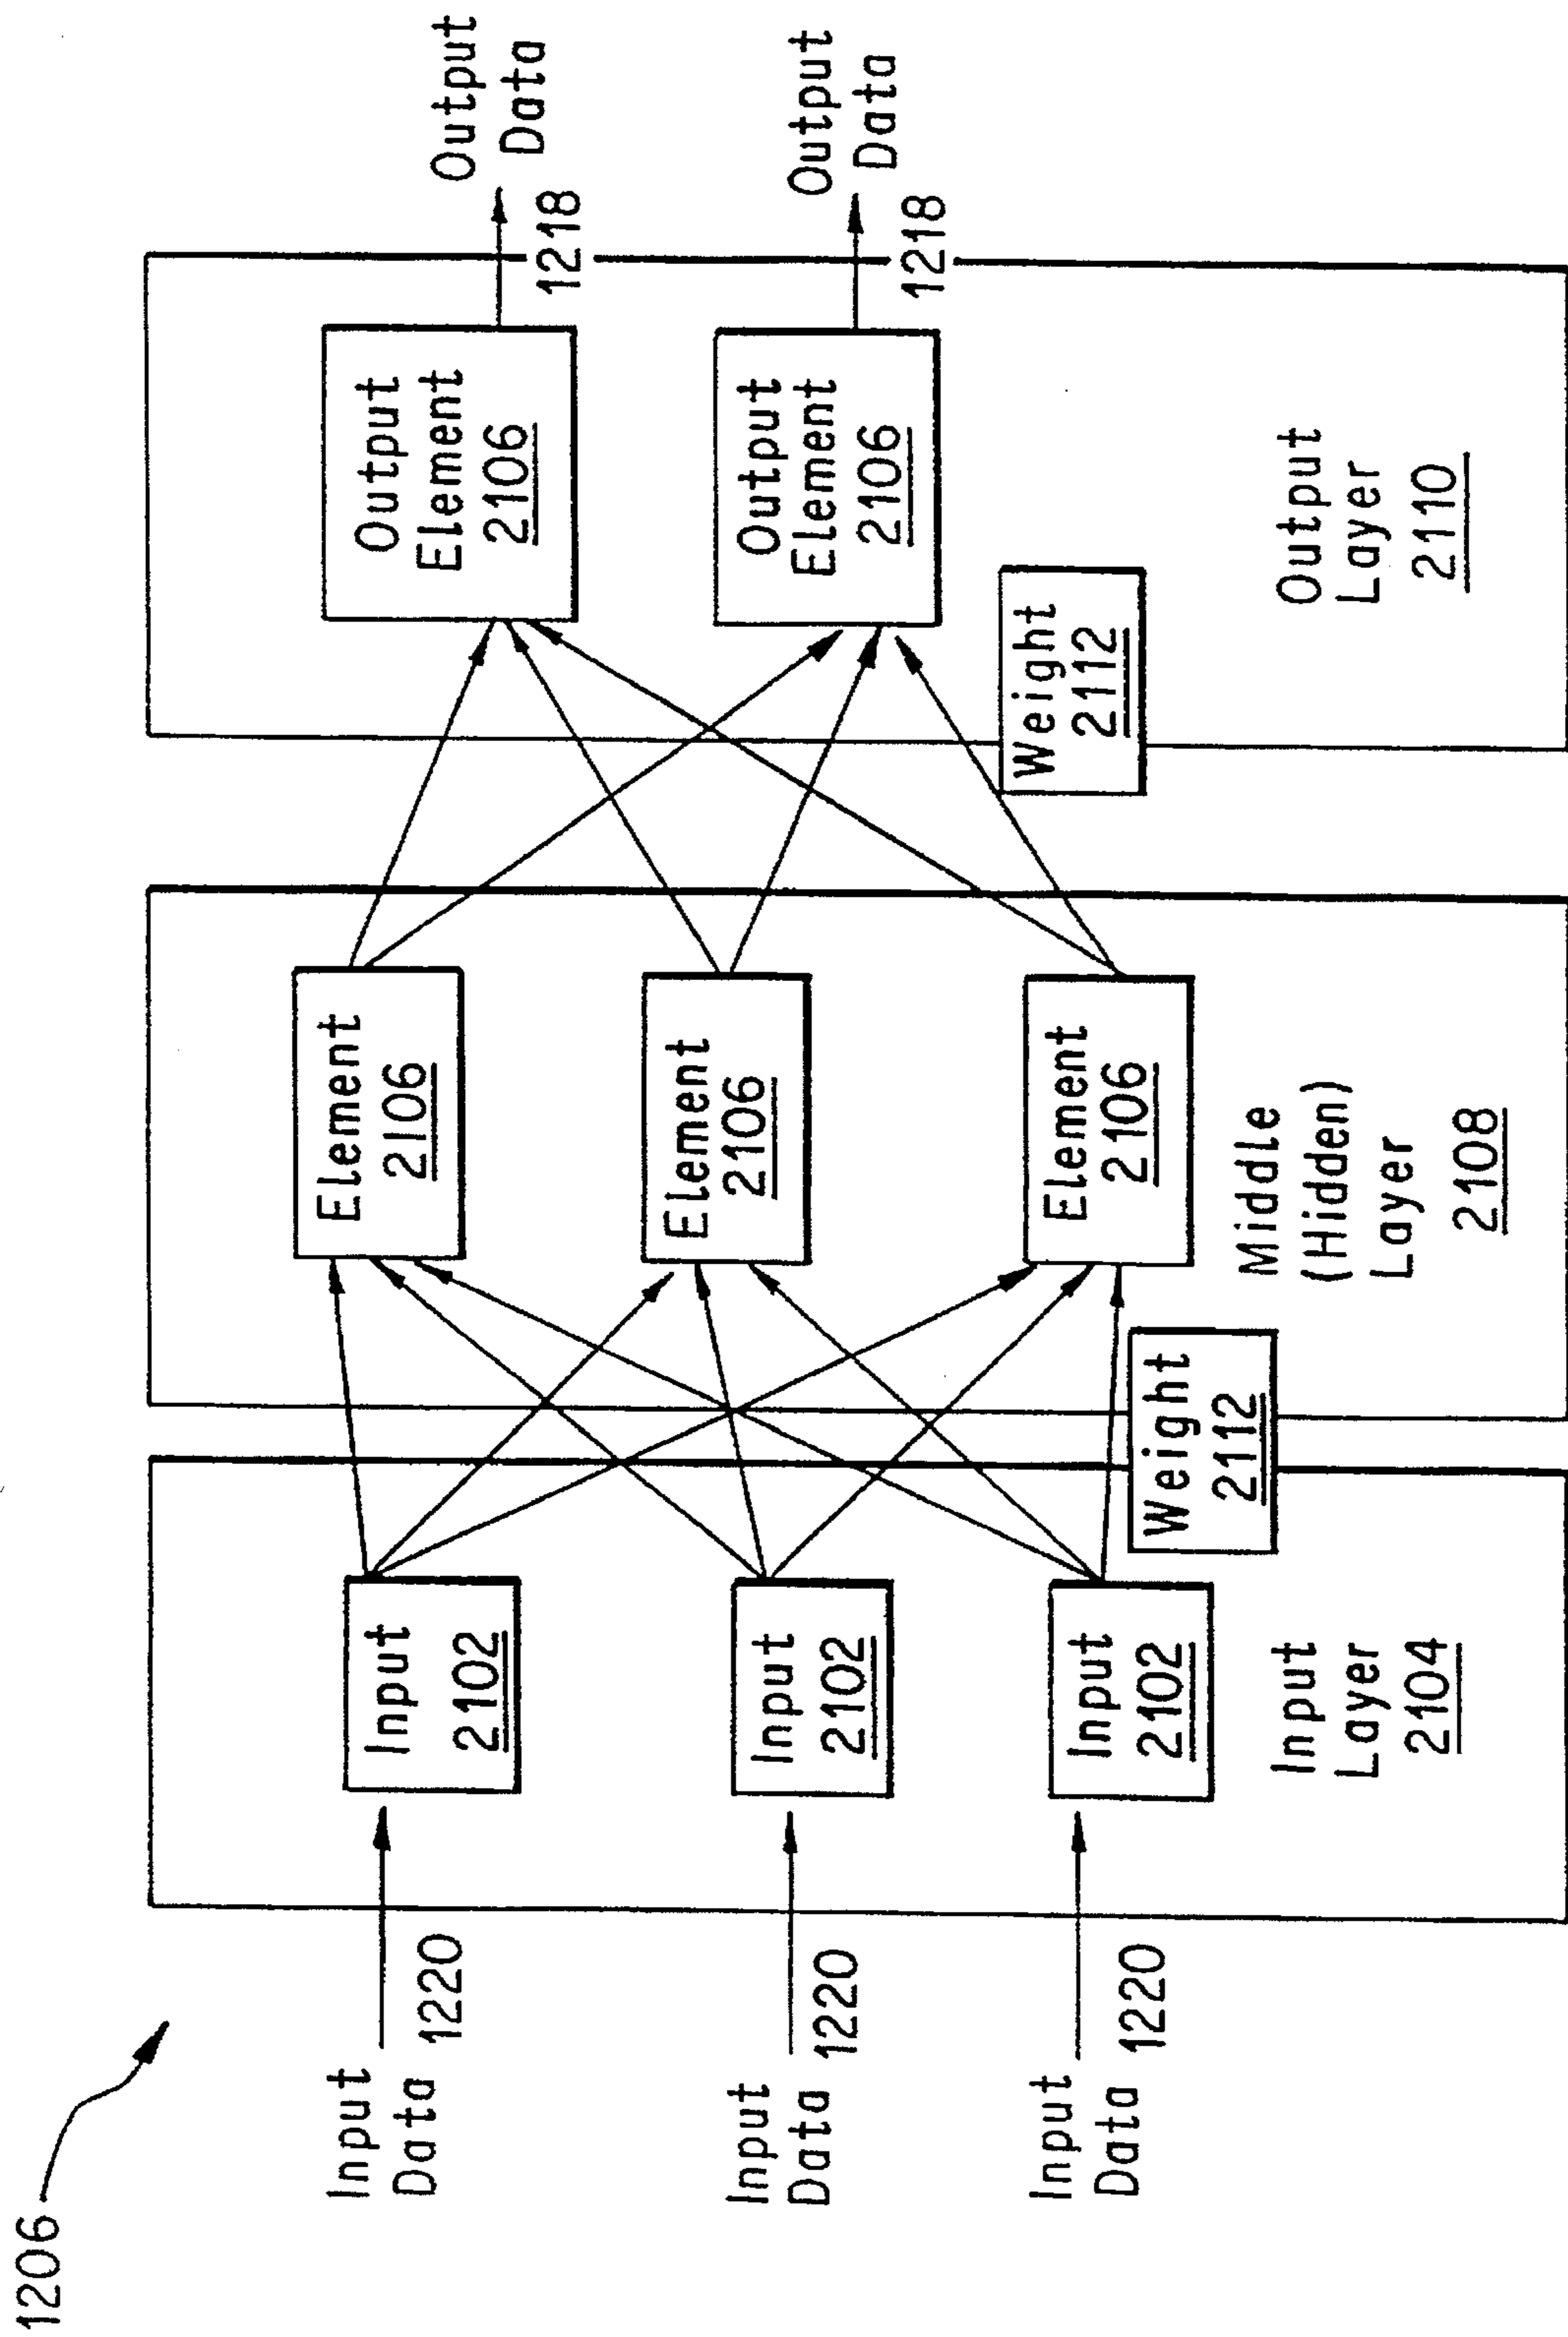 1206
Input
Data 1220
Input
Data 1220
Input
Data 1220
Input
2102
Input
2102
Input
2102
Input
Layer
2104
Weight
2112
Element
2106
Element
2106
Element
2106
Middle
(Hidden)
Layer
2108
Weight
2112
Output
Element
2106
Output
Element
2106
Output
Layer
2110
Output
Data
1218
Output
Data
1218